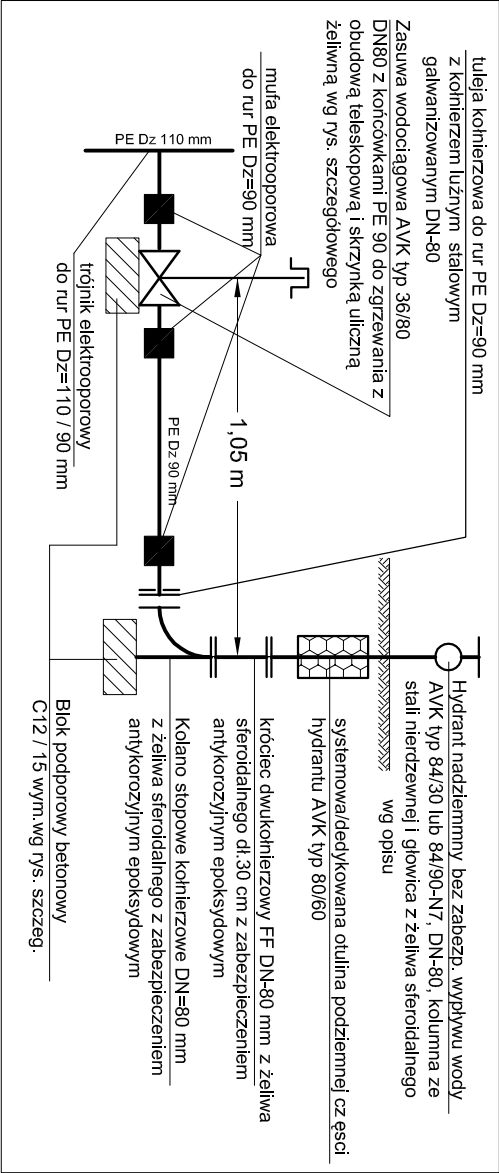 tuleja kołnierzowa do rur PE Dz=90 mm
z kołnierzem luźnym stalowym
galwanizowanym DN-80
Zasuwa wodociągowa AVK typ 36/80
DN80 z końcówkami PE 90 do zgrzewania z
obudową teleskopową i skrzynką uliczną
żeliwną wg rys. szczegółowego
mufa elektrooporowa
do rur PE Dz=90 mm
PE Dz 110 mm
trójnik elektrooporowy
do rur PE Dz=110 / 90 mm
PE Dz 90 mm
1,05 m
Hydrant nadziemmny bez zabezp. wypływu wody
AVK typ 84/30 lub 84/90-N7, DN-80, kolumna ze
stali nierdzewnej i głowica z żeliwa sferoidalnego
wg opisu
systemowa/dedykowana otulina podziemnej cz ęsci
hydrantu AVK typ 80/60
króciec dwukołnierzowy FF DN-80 mm z żeliwa
sferoidalnego dł.30 cm z zabezpieczeniem
antykorozyjnym epoksydowym
Kolano stopowe kołnierzowe DN=80 mm
z żeliwa sferoidalnego z zabezpieczeniem
antykorozyjnym epoksydowym
Blok podporowy betonowy
C12 / 15 wym.wg rys. szczeg.